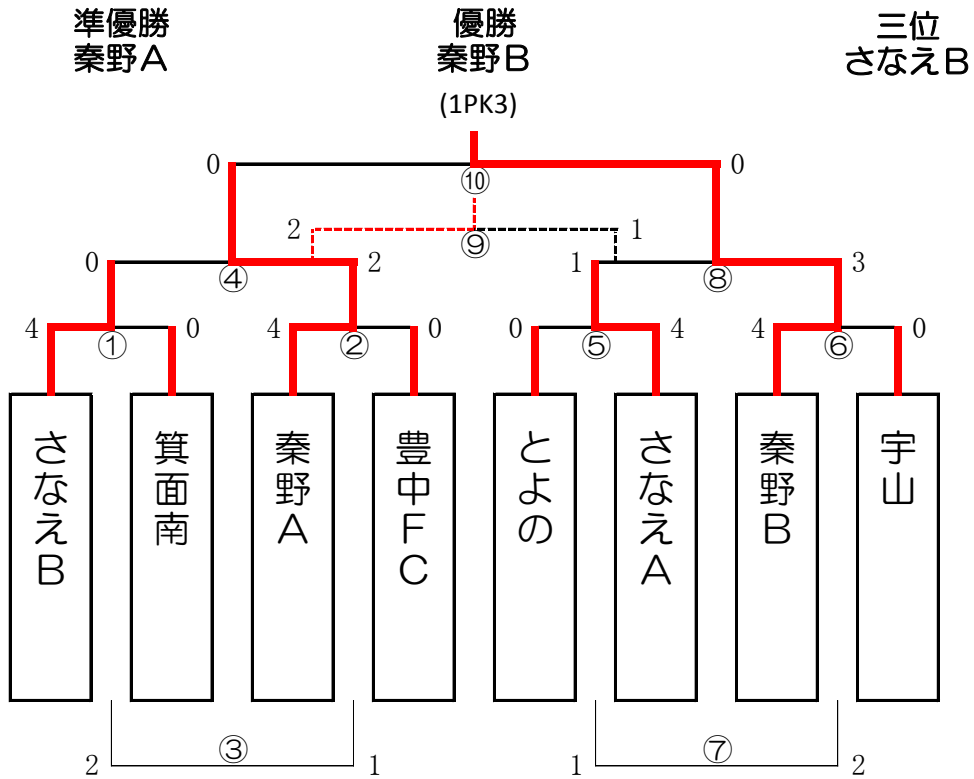 準優勝
秦野A
優勝
秦野B
(1PK3)
三位
さなえB
0
⑩
0
2
⑨
1
0
④
2
1
⑧
3
4
①
0
4
②
0
0
⑤
4
4
⑥
0
さなえB
箕面南
秦野A
豊中FC
とよの
さなえA
秦野B
宇山
2
③
1
1
⑦
2